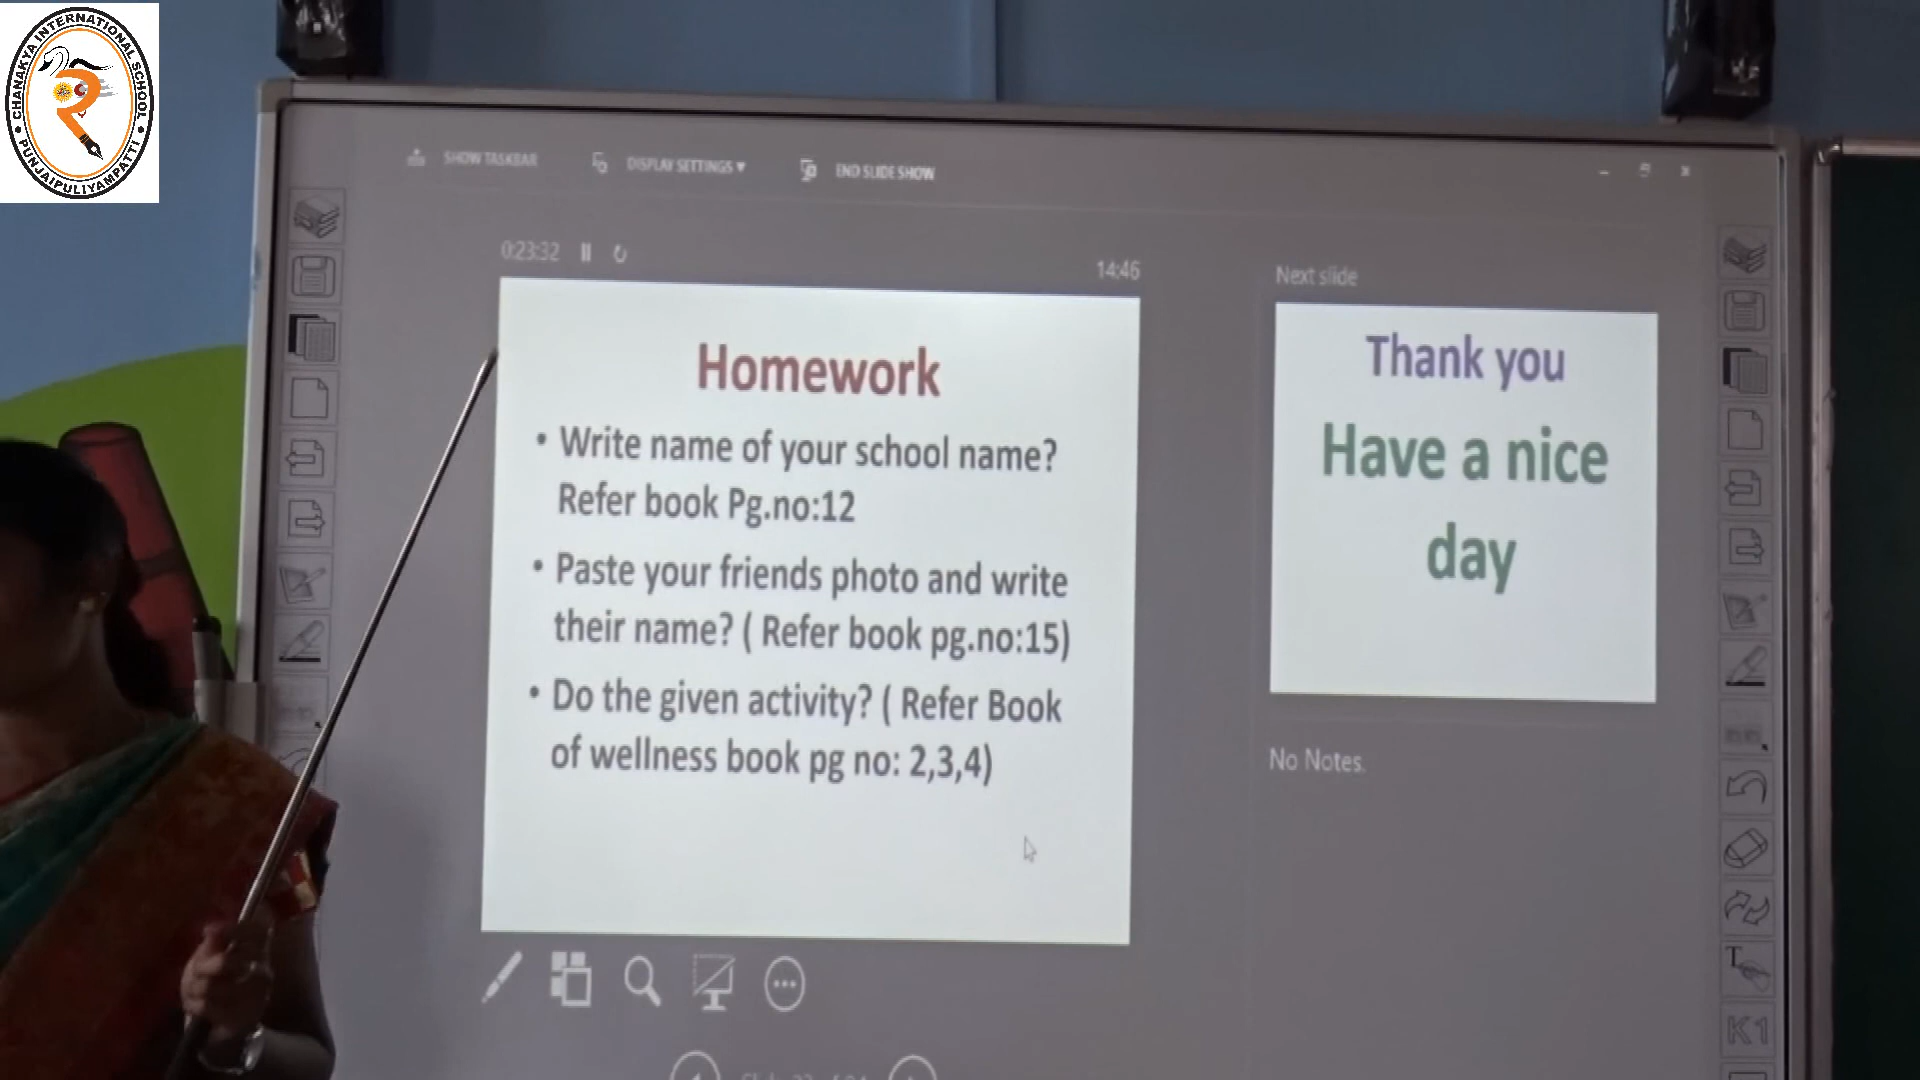 CHANAKYA INTERNATIONAL SCHOOL
PUNJAIPULIYAMPATTI
SHOW TASKBAR
DISPLAY SETTINGS
END SLIDE SHOW
0:23:32
14:46
Homework
• Write name of your school name?
Refer book Pg.no:12
• Paste your friends photo and write
their name? ( Refer book pg.no:15)
• Do the given activity? ( Refer Book
of wellness book pg no: 2,3,4)
Next slide
Thank you
Have a nice
day
No Notes.
T
K1